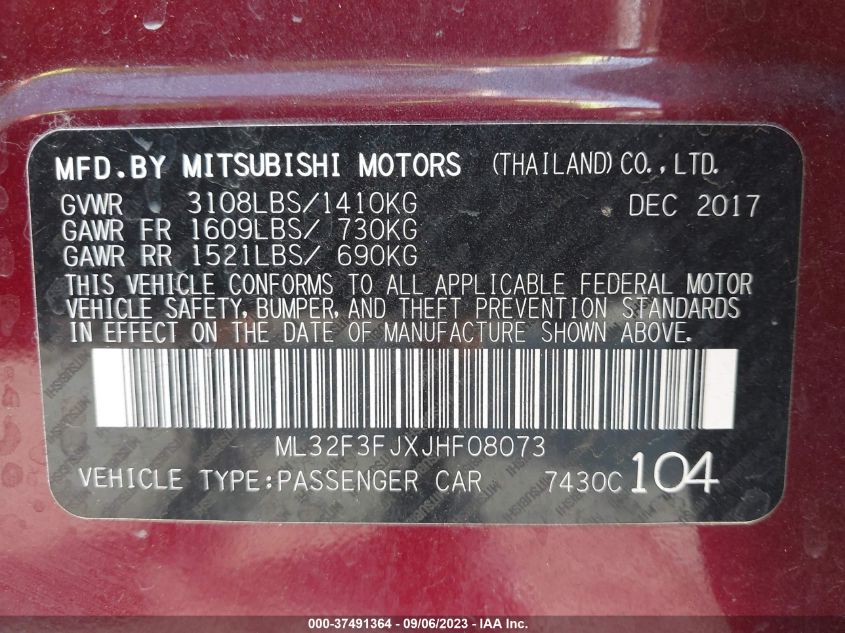 MFD.BY MITSUBISHI MOTORS (THAILAND) CO.,LTD.
GVWR 3108LBS/1410KG DEC 2017
GAWR FR 1609LBS/ 730KG
GAWR RR 1521LBS/ 690KG
THIS VEHICLE CONFORMS TO ALL APPLICABLE FEDERAL MOTOR
VEHICLE SAFETY, BUMPER, AND THEFT PREVENTION STANDARDS
IN EFFECT ON THE DATE OF MANUFACTURE SHOWN ABOVE.
ML32F3FJXJHF08073
VEHICLE TYPE:PASSENGER CAR 7430C 104
000-37491364 - 09/06/2023 - IAA Inc.